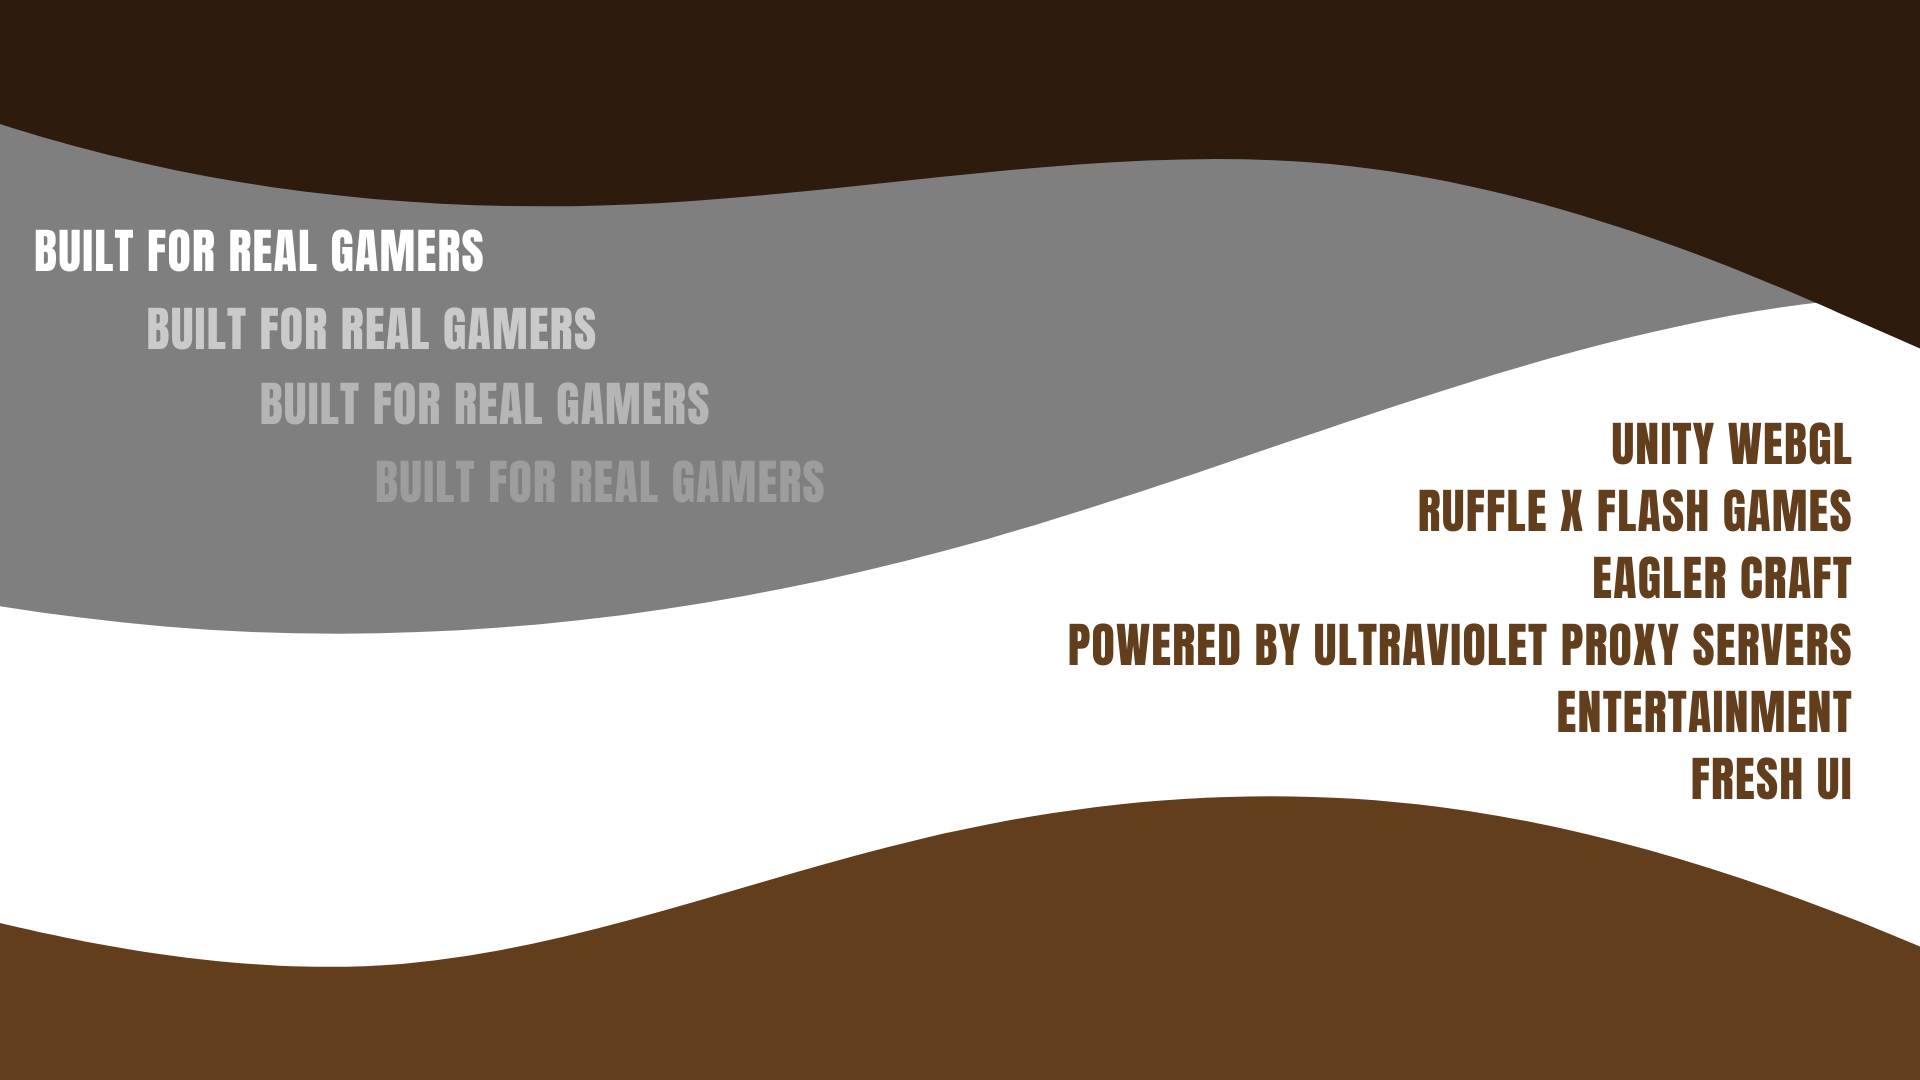 BUILT FOR REAL GAMERS
BUILT FOR REAL GAMERS
BUILT FOR REAL GAMERS
BUILT FOR REAL GAMERS
UNITY WEBGL
RUFFLE X FLASH GAMES
EAGLER CRAFT
POWERED BY ULTRAVIOLET PROXY SERVERS
ENTERTAINMENT
FRESH UI